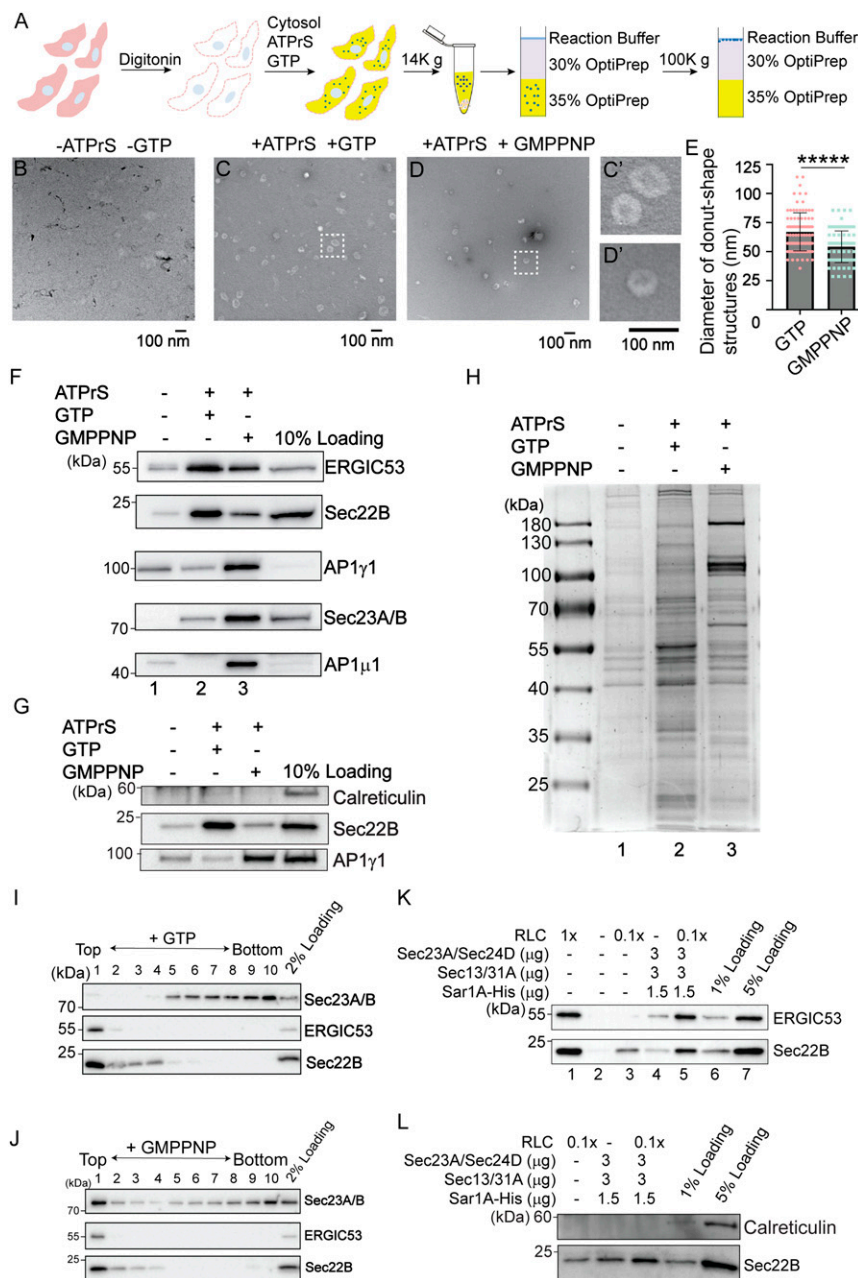 A
Digitonin
Cytosol
ATPrS
GTP
14K g
Reaction Buffer
30% OptiPrep
35% OptiPrep
100K g
Reaction Buffer
30% OptiPrep
35% OptiPrep
-ATPrS -GTP
B
100 nm
+ATPrS +GTP
C
100 nm
+ATPrS + GMPPNP
D
100 nm
C'
D'
100 nm
E
*****
Diameter of donut-shape
structures (nm)
125
100
75
50
25
0
GTP
GMPPNP
F
ATPrS - + +
GTP - + -
GMPPNP - - + 10% Loading
(kDa)
55 ERGIC53
25 Sec22B
100 AP1γ1
70 Sec23A/B
40 AP1μ1
1 2 3
G
ATPrS - + +
GTP - + -
GMPPNP - - + 10% Loading
(kDa) 60 Calreticulin
25 Sec22B
100 AP1γ1
H
ATPrS - + +
GTP - + -
GMPPNP - - +
(kDa)
180
130
100
70
55
40
35
25
1 2 3
I
+ GTP
Top Bottom
(kDa) 1 2 3 4 5 6 7 8 9 10 2% Loading
70 Sec23A/B
55 ERGIC53
25 Sec22B
J
+ GMPPNP
Top Bottom
(kDa) 1 2 3 4 5 6 7 8 9 10 2% Loading
70 Sec23A/B
55 ERGIC53
25 Sec22B
K
RLC 1x - 0.1x - 0.1x
Sec23A/Sec24D (μg) - - - 3 3
Sec13/31A (μg) - - - 3 3
Sar1A-His (μg) - - - 1.5 1.5 1% Loading 5% Loading
(kDa)
55 ERGIC53
25 Sec22B
1 2 3 4 5 6 7
L
RLC 0.1x - 0.1x
Sec23A/Sec24D (μg) - 3 3
Sec13/31A (μg) - 3 3
Sar1A-His (μg) - 1.5 1.5 1% Loading 5% Loading
(kDa)
60 Calreticulin
25 Sec22B